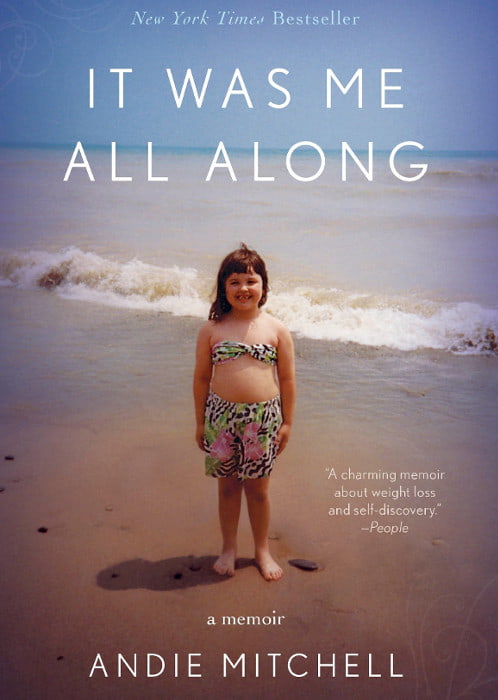 New York Times Bestseller
IT WAS ME
ALL ALONG
“A charming memoir
about weight loss
and self-discovery.”
—People
a memoir
ANDIE MITCHELL